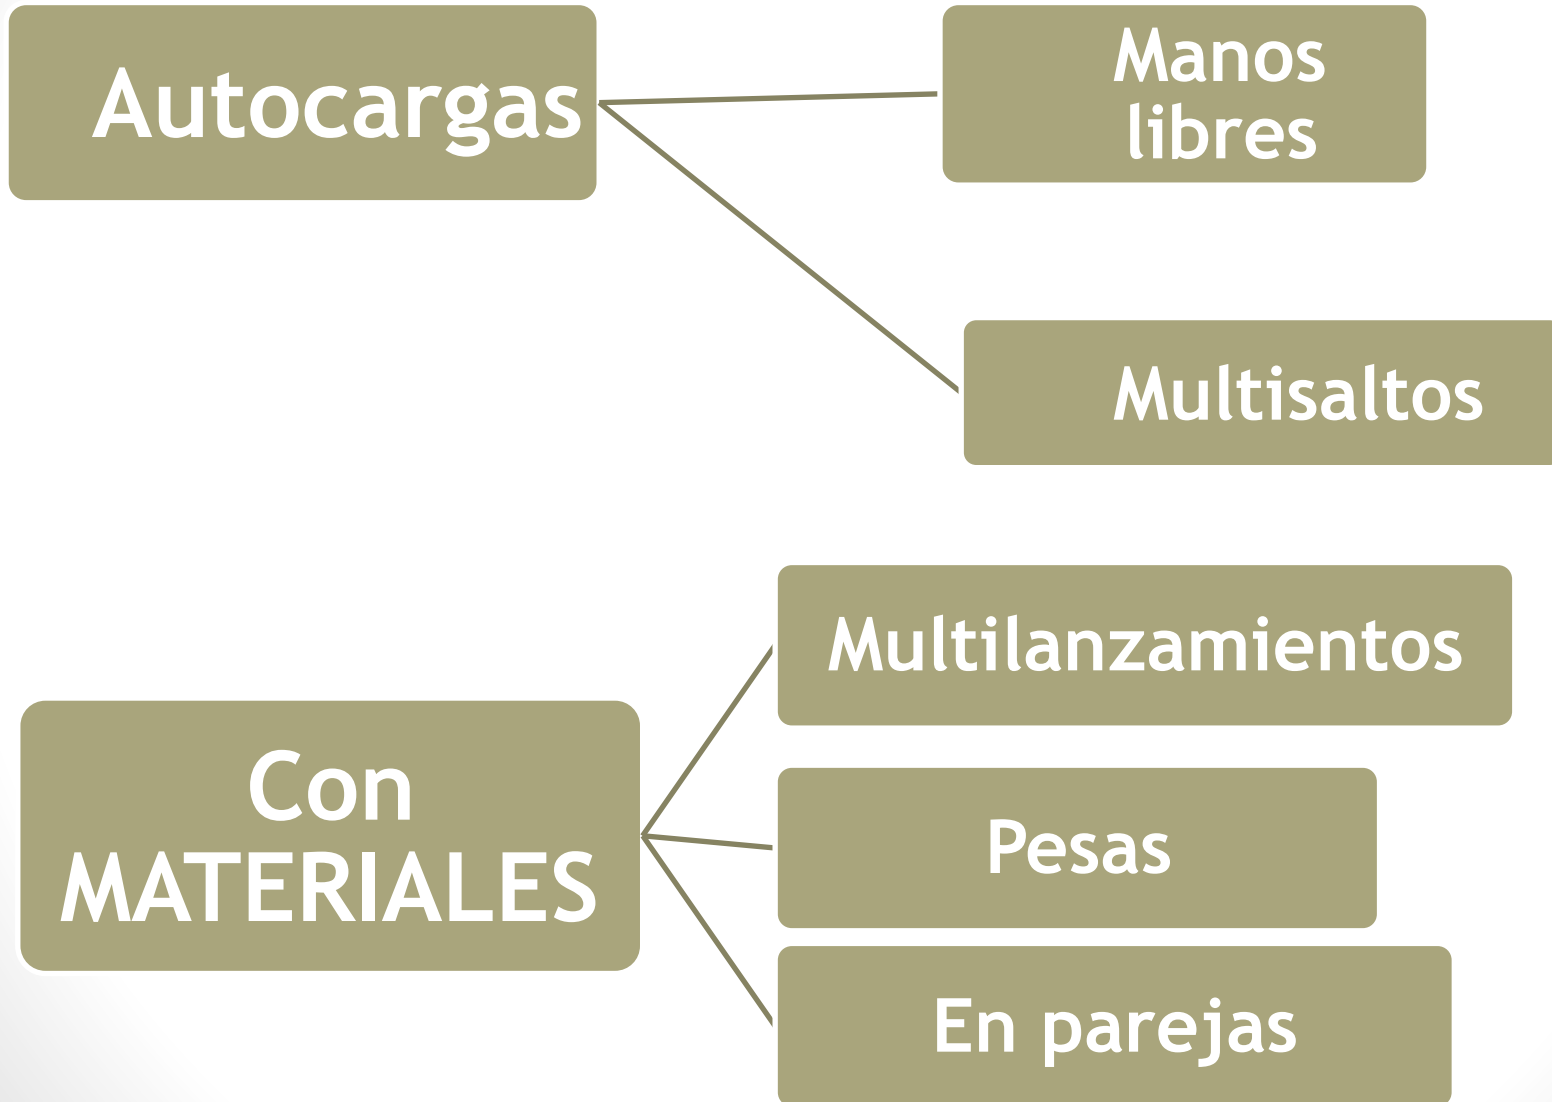 Autocargas
Manos
libres
Multisaltos
Con
MATERIALES
Multilanzamientos
Pesas
En parejas